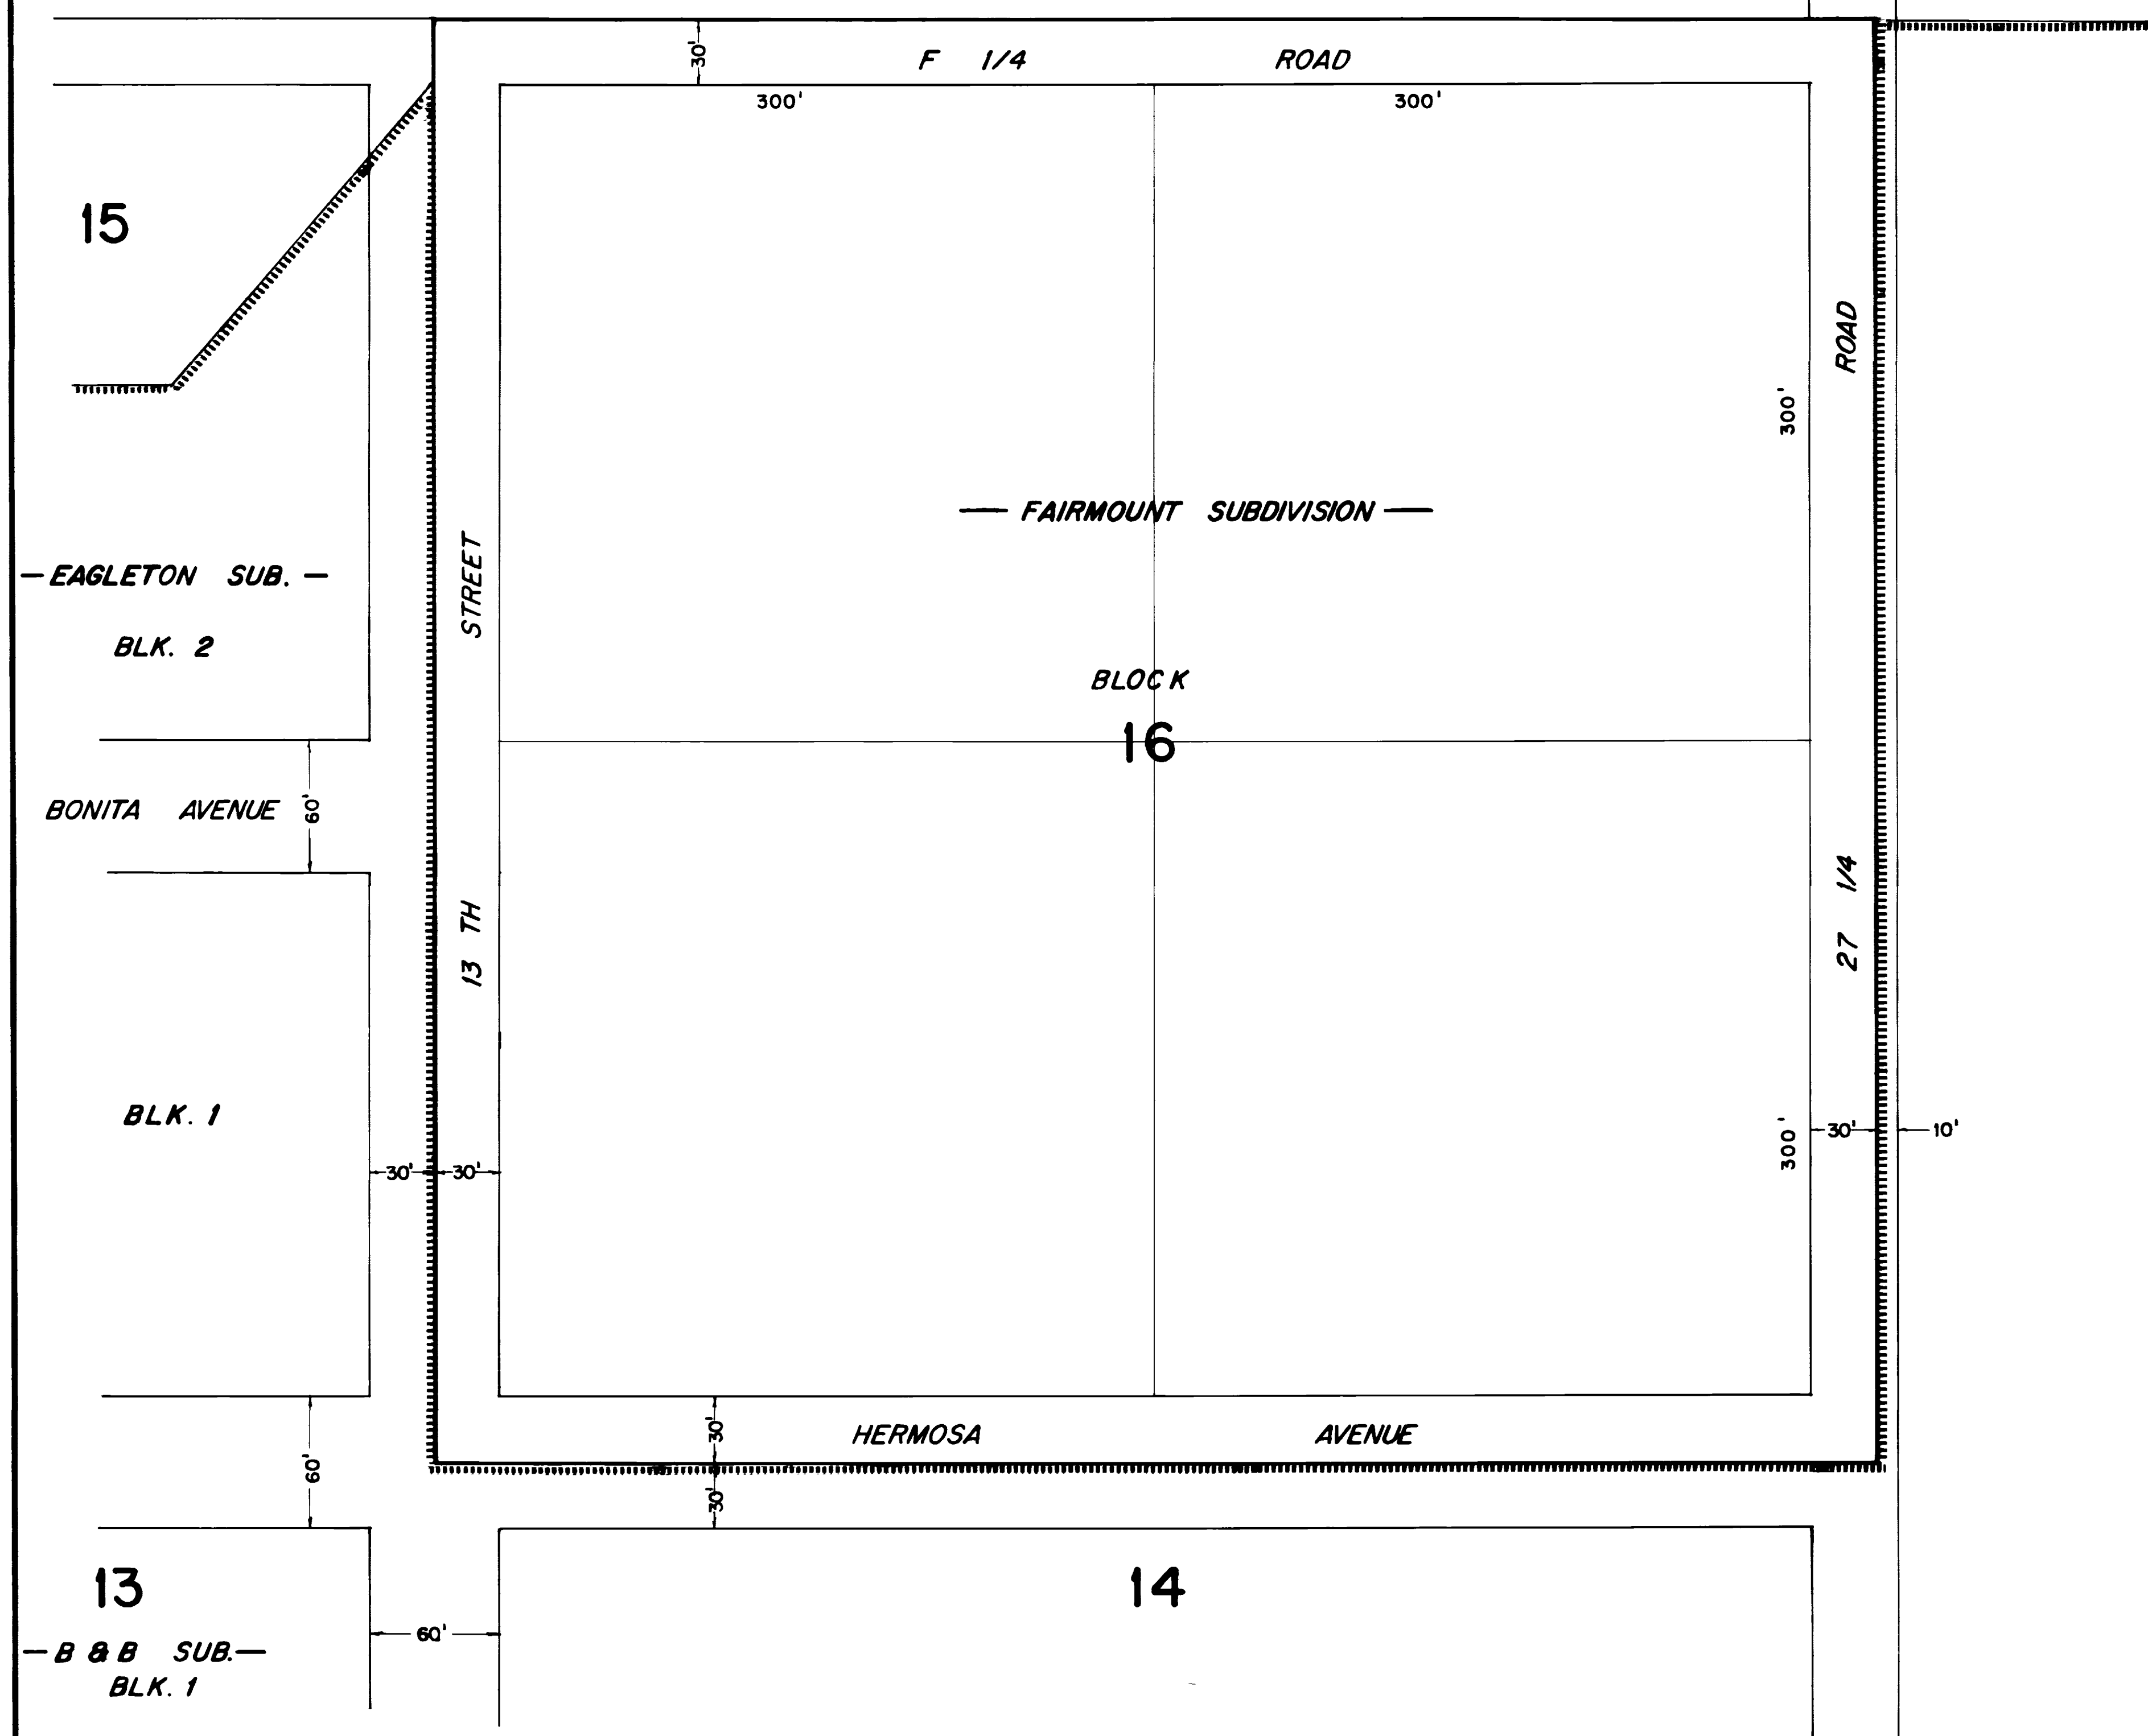 30'
F 1/4 ROAD
300'
300'
15
ROAD
300'
— FAIRMOUNT SUBDIVISION —
STREET
— EAGLETON SUB. —
BLK. 2
BLOCK
16
BONITA AVENUE
60'
13 TH
27 1/4
BLK. 1
30'
30'
300'
30'
10'
30'
HERMOSA AVENUE
60'
30'
13
14
60'
— B & B SUB. —
BLK. 1